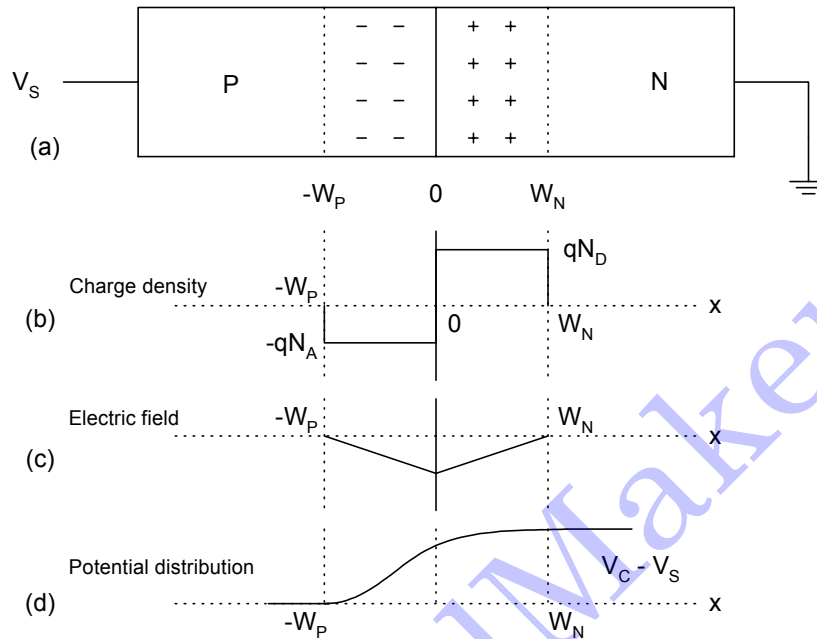 − − + +
V_S P − − + + N
− − + +
(a) − − + +
-W_P 0 W_N
qN_D
Charge density -W_P x
(b) 0 W_N
-qN_A
Electric field -W_P W_N x
(c)
Potential distribution V_C - V_S
(d) -W_P W_N x